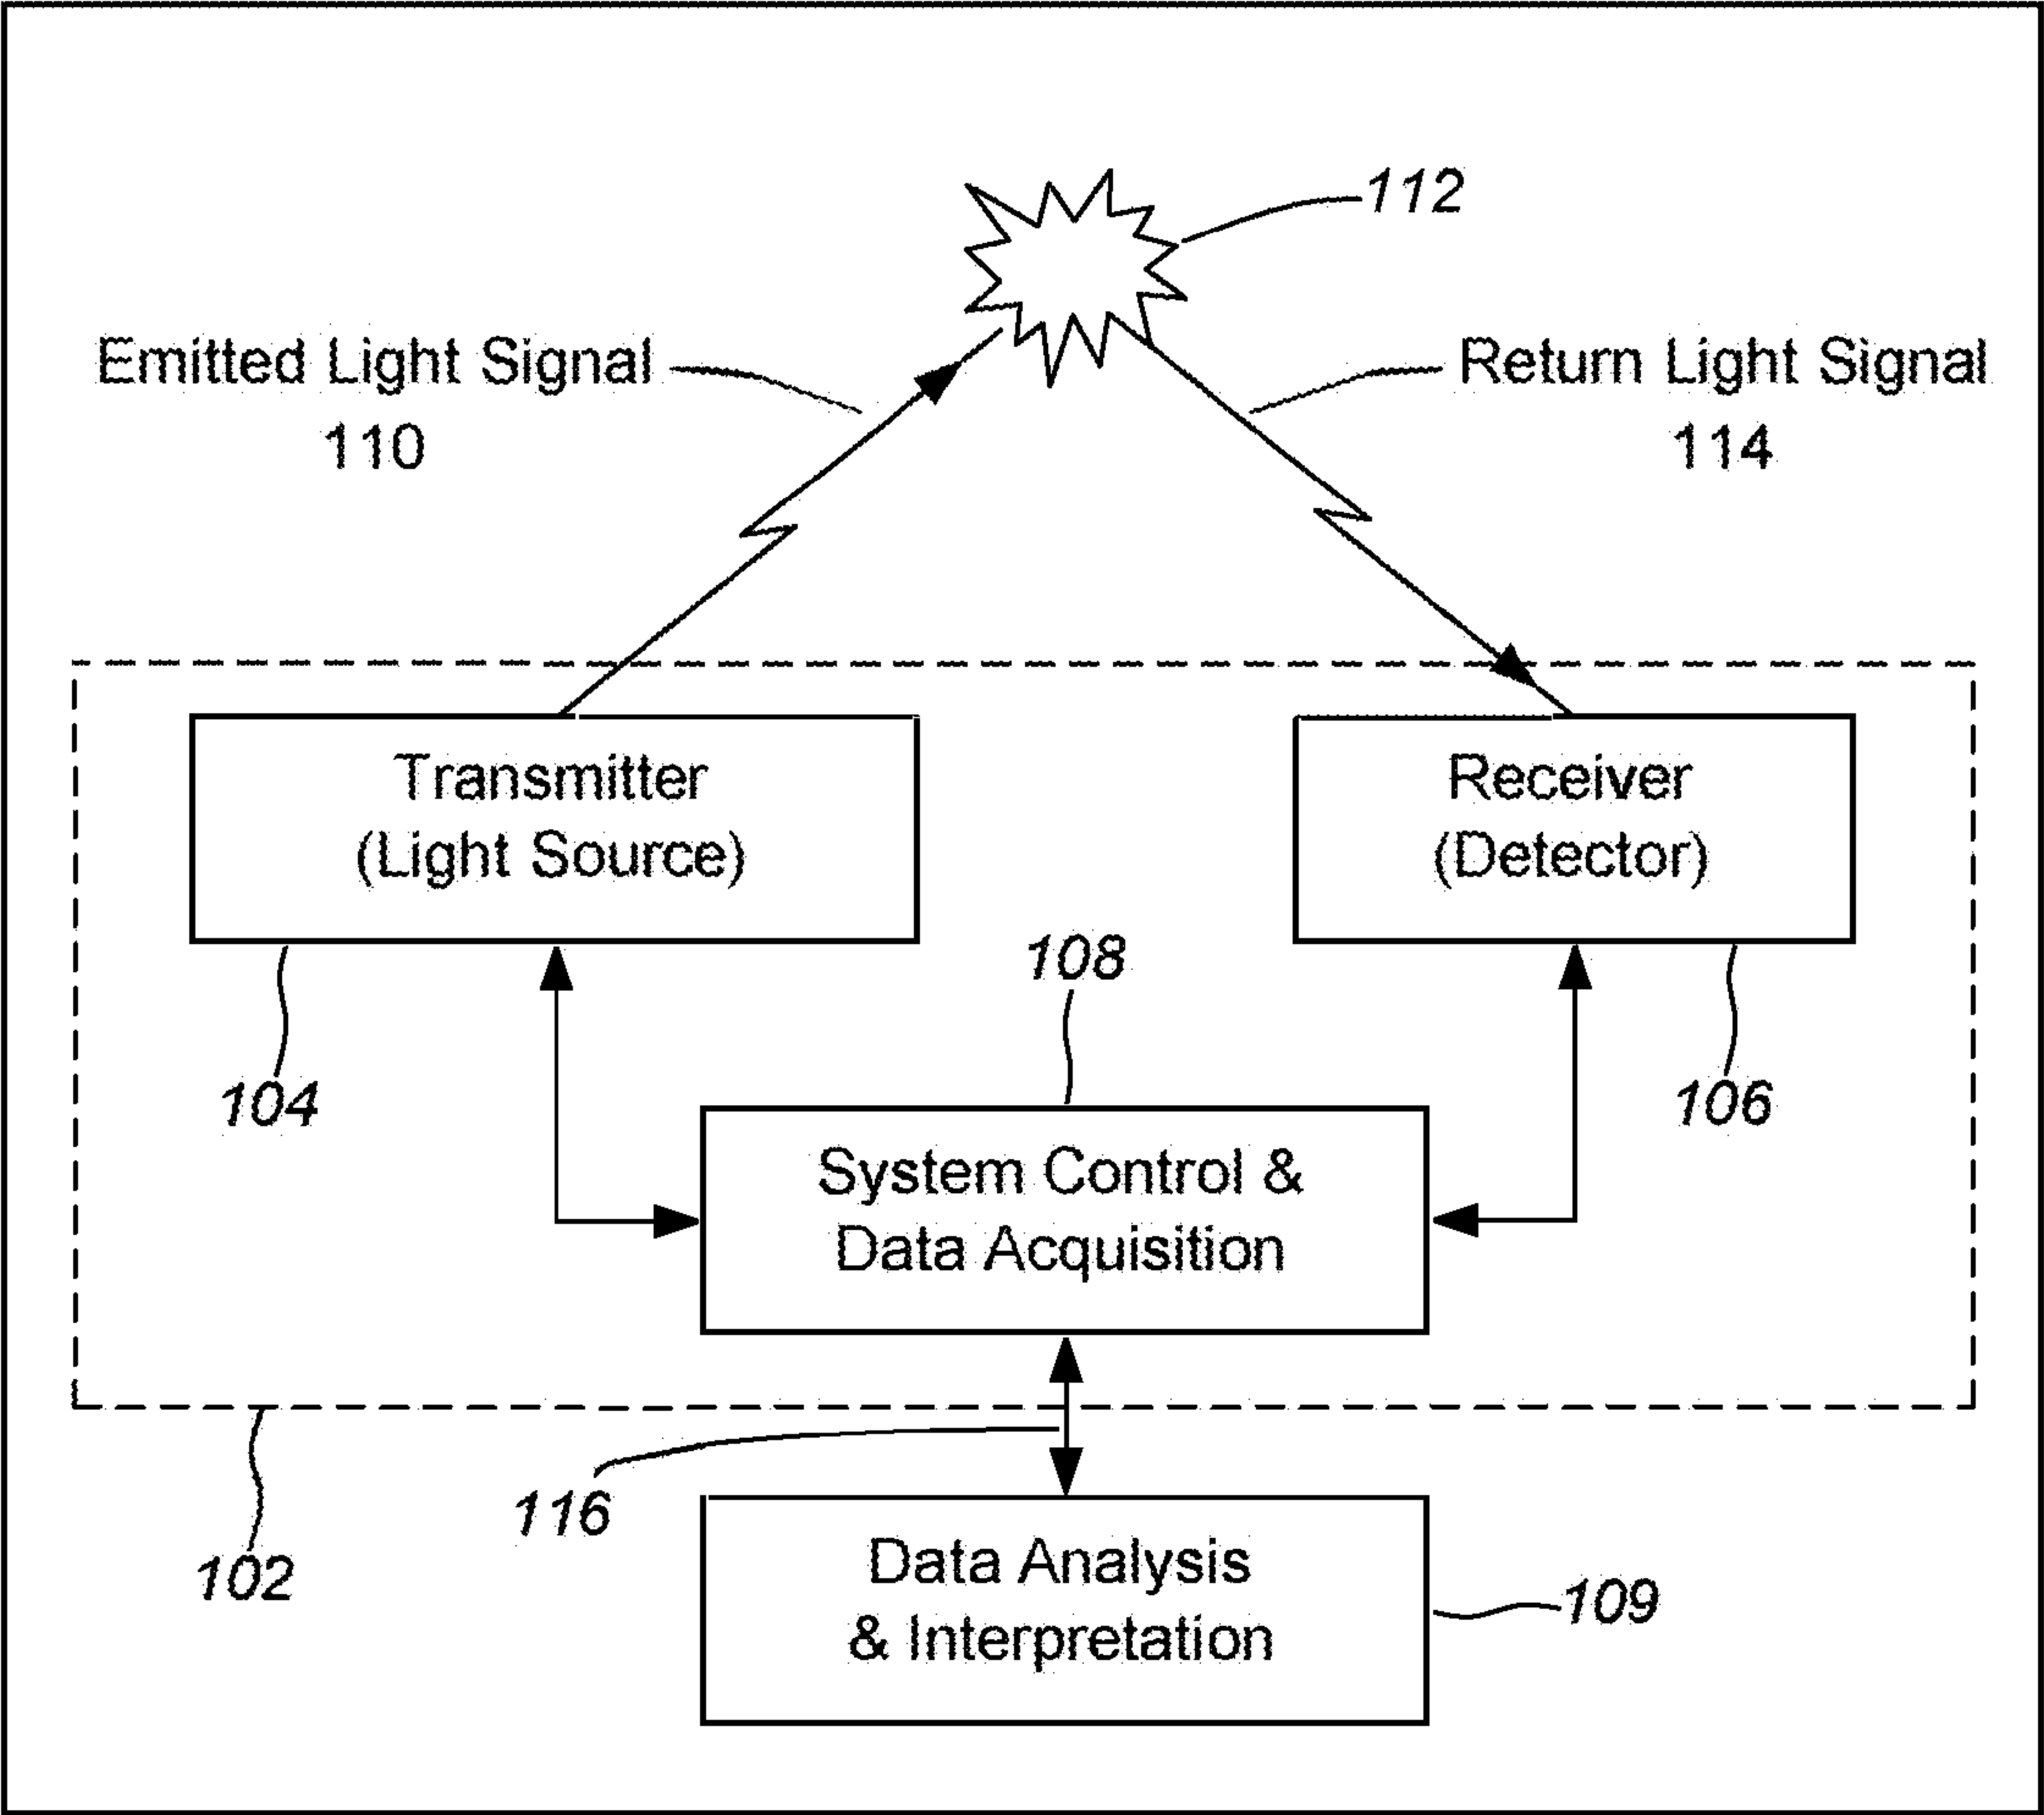 112
Emitted Light Signal
110
Return Light Signal
114
Transmitter
(Light Source)
Receiver
(Detector)
108
104
106
System Control &
Data Acquisition
116
102
Data Analysis
& Interpretation
109